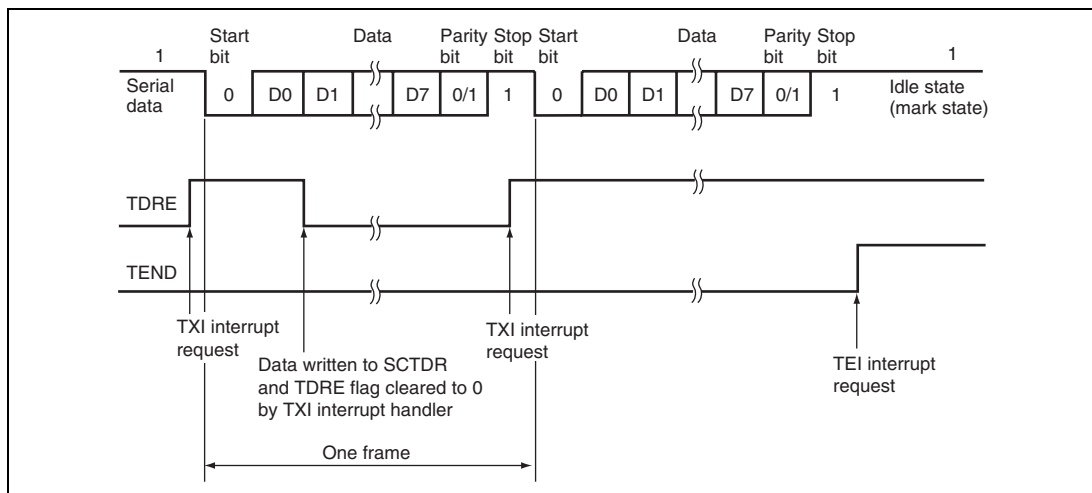 1
Start bit
Data
Parity bit
Stop bit
Start bit
Data
Parity bit
Stop bit
1
Serial data
0
D0
D1
D7
0/1
1
0
D0
D1
D7
0/1
1
Idle state
(mark state)
TDRE
TEND
TXI interrupt
request
Data written to SCTDR
and TDRE flag cleared to 0
by TXI interrupt handler
TXI interrupt
request
TEI interrupt
request
One frame